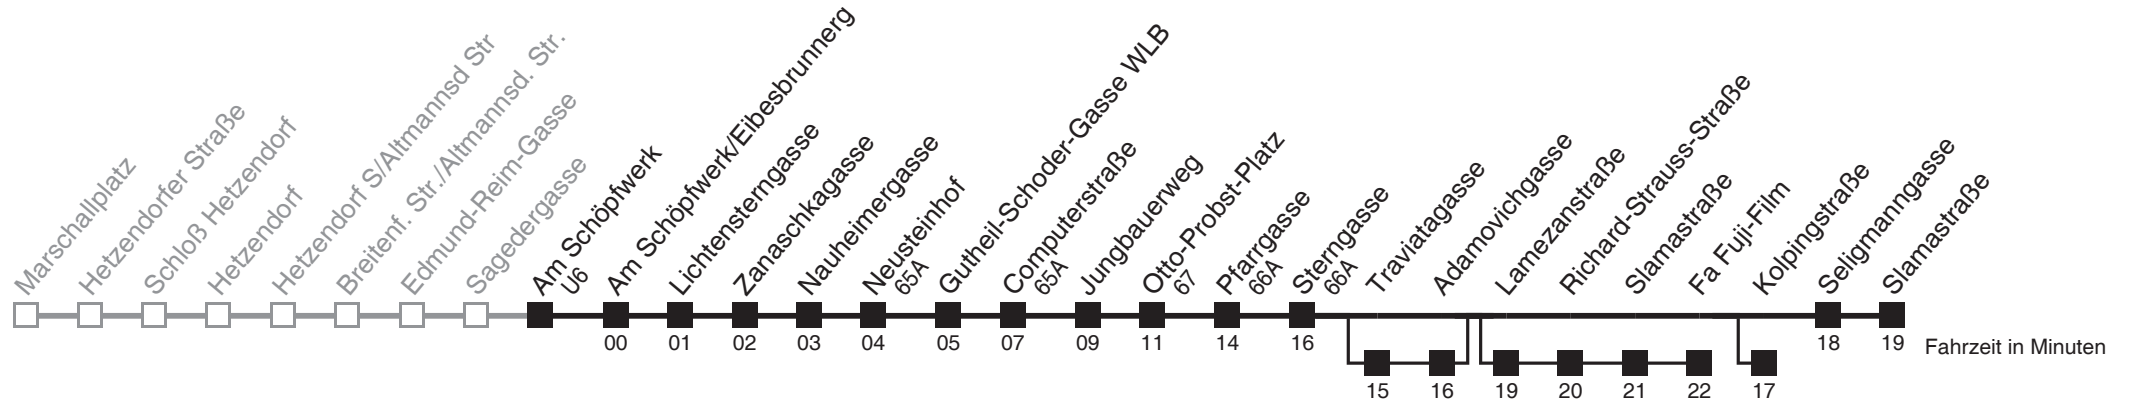 Marschallplatz
Hetzendorfer Straße
Schloß Hetzendorf
Hetzendorf
Hetzendorf S/Altmannsd Str
Breitenf. Str./Altmannsd. Str.
Edmund-Reim-Gasse
Sagedergasse
Am Schöpfwerk
U6
Am Schöpfwerk/Eibesbrunnerg
Lichtensterngasse
Zanaschkagasse
Nauheimergasse
Neusteinhof
65A
Gutheil-Schoder-Gasse WLB
Computerstraße
65A
Jungbauerweg
Otto-Probst-Platz
67
Pfarrgasse
66A
Sterngasse
66A
Traviatagasse
Adamovichgasse
Lamezanstraße
Richard-Strauss-Straße
Slamastraße
Fa Fuji-Film
Kolpingstraße
Seligmanngasse
Slamastraße
00 01 02 03 04 05 07 09 11 14 16 18 19
Fahrzeit in Minuten
15 16 19 20 21 22 17